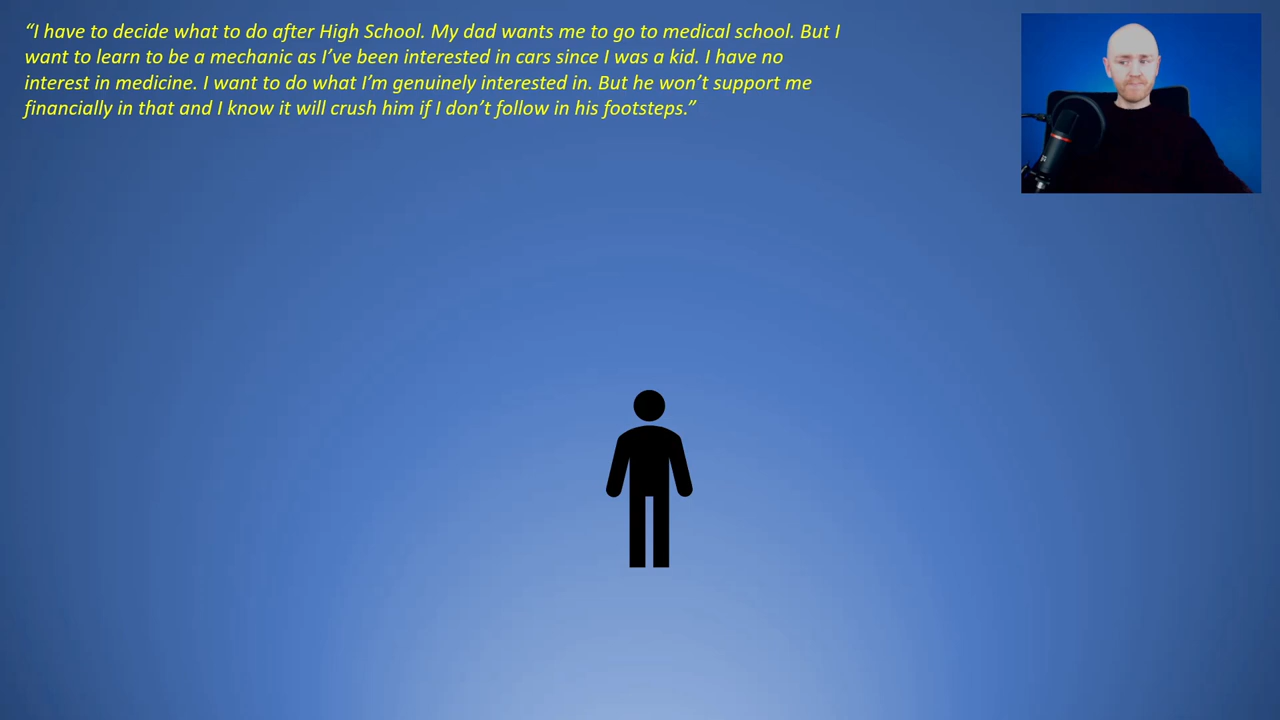 “I have to decide what to do after High School. My dad wants me to go to medical school. But I
want to learn to be a mechanic as I’ve been interested in cars since I was a kid. I have no
interest in medicine. I want to do what I’m genuinely interested in. But he won’t support me
financially in that and I know it will crush him if I don’t follow in his footsteps.”